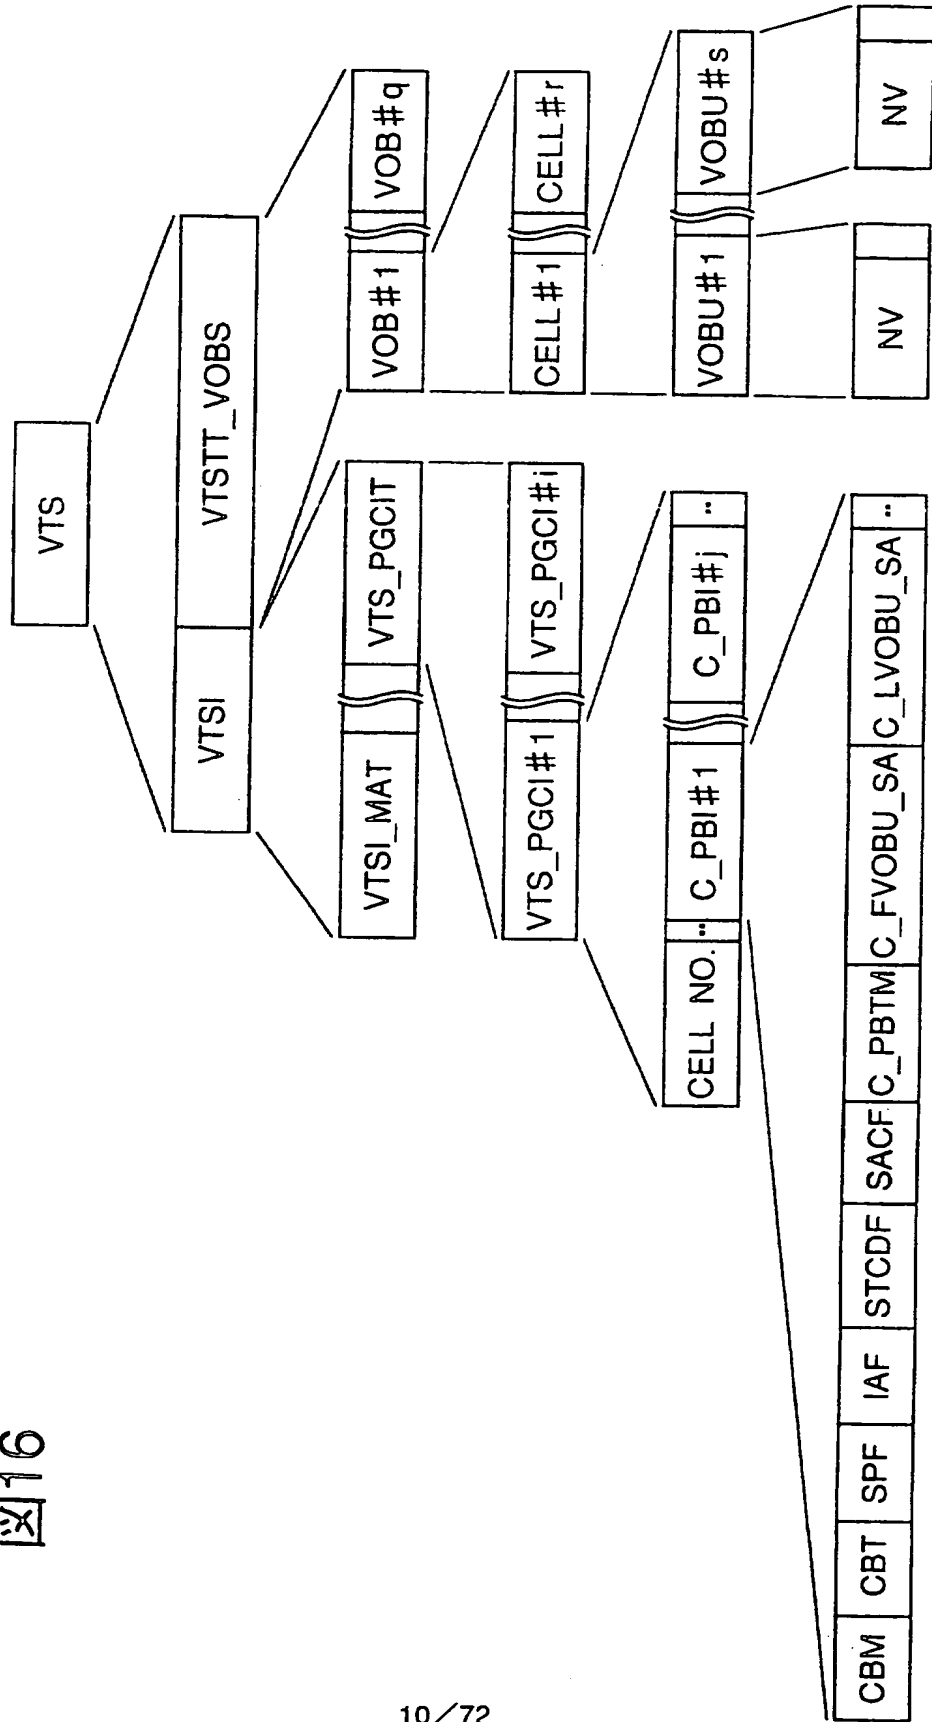 図16
VTS
VTSI VTSTT_VOBS
VTSI_MAT VTS_PGCIT VOB#1 VOB#q
VTS_PGCI#1 VTS_PGCI#i CELL#1 CELL#r
CELL NO. ·· C_PBI#1 C_PBI#j ·· VOBU#1 VOBU#s
CBM CBT SPF IAF STCDF SACF C_PBTM C_FVOBU_SA C_LVOBU_SA ·· NV NV
10/72